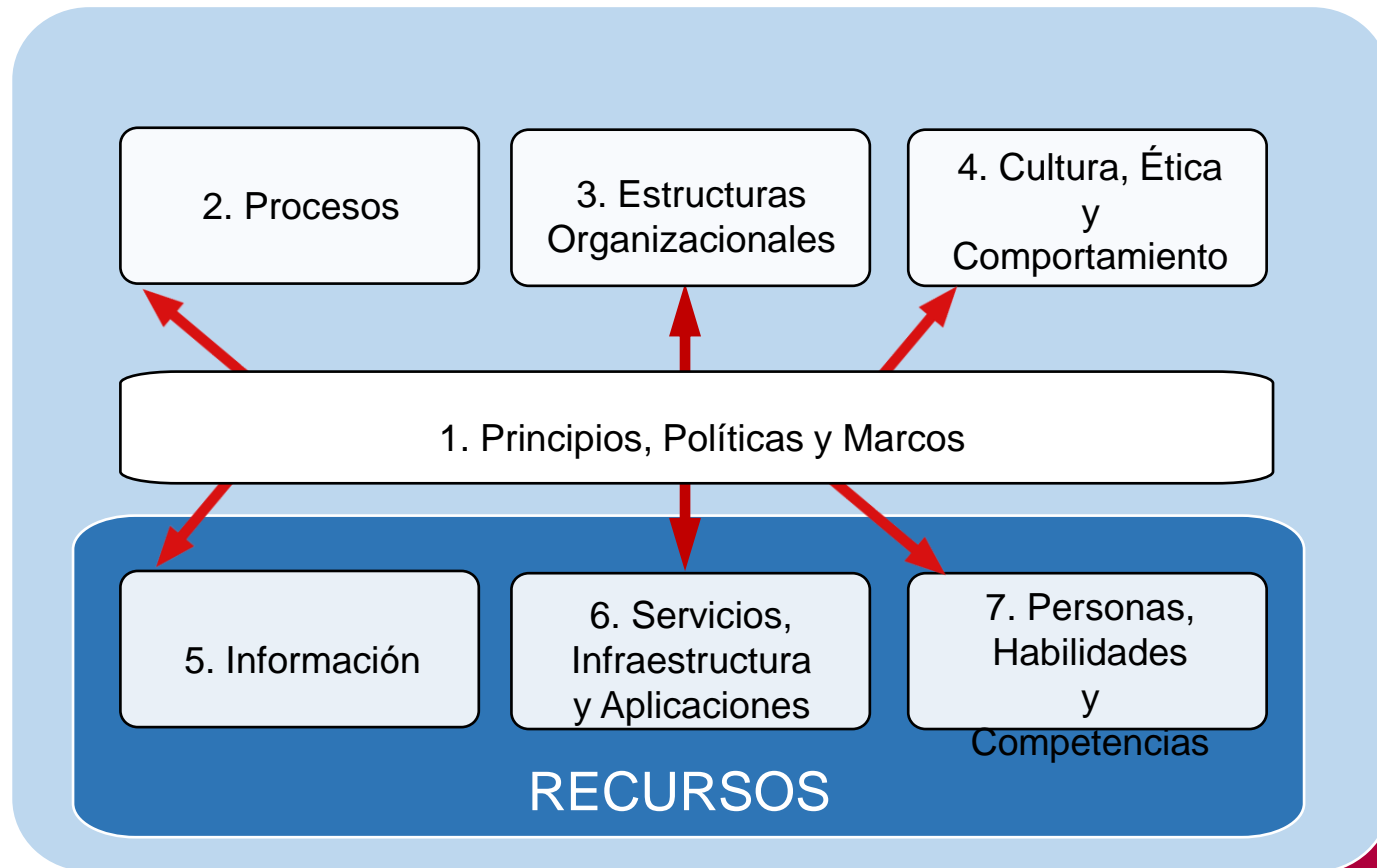 2. Procesos
3. Estructuras
Organizacionales
4. Cultura, Ética
y
Comportamiento
1. Principios, Políticas y Marcos
5. Información
6. Servicios,
Infraestructura
y Aplicaciones
7. Personas,
Habilidades
y
Competencias
RECURSOS